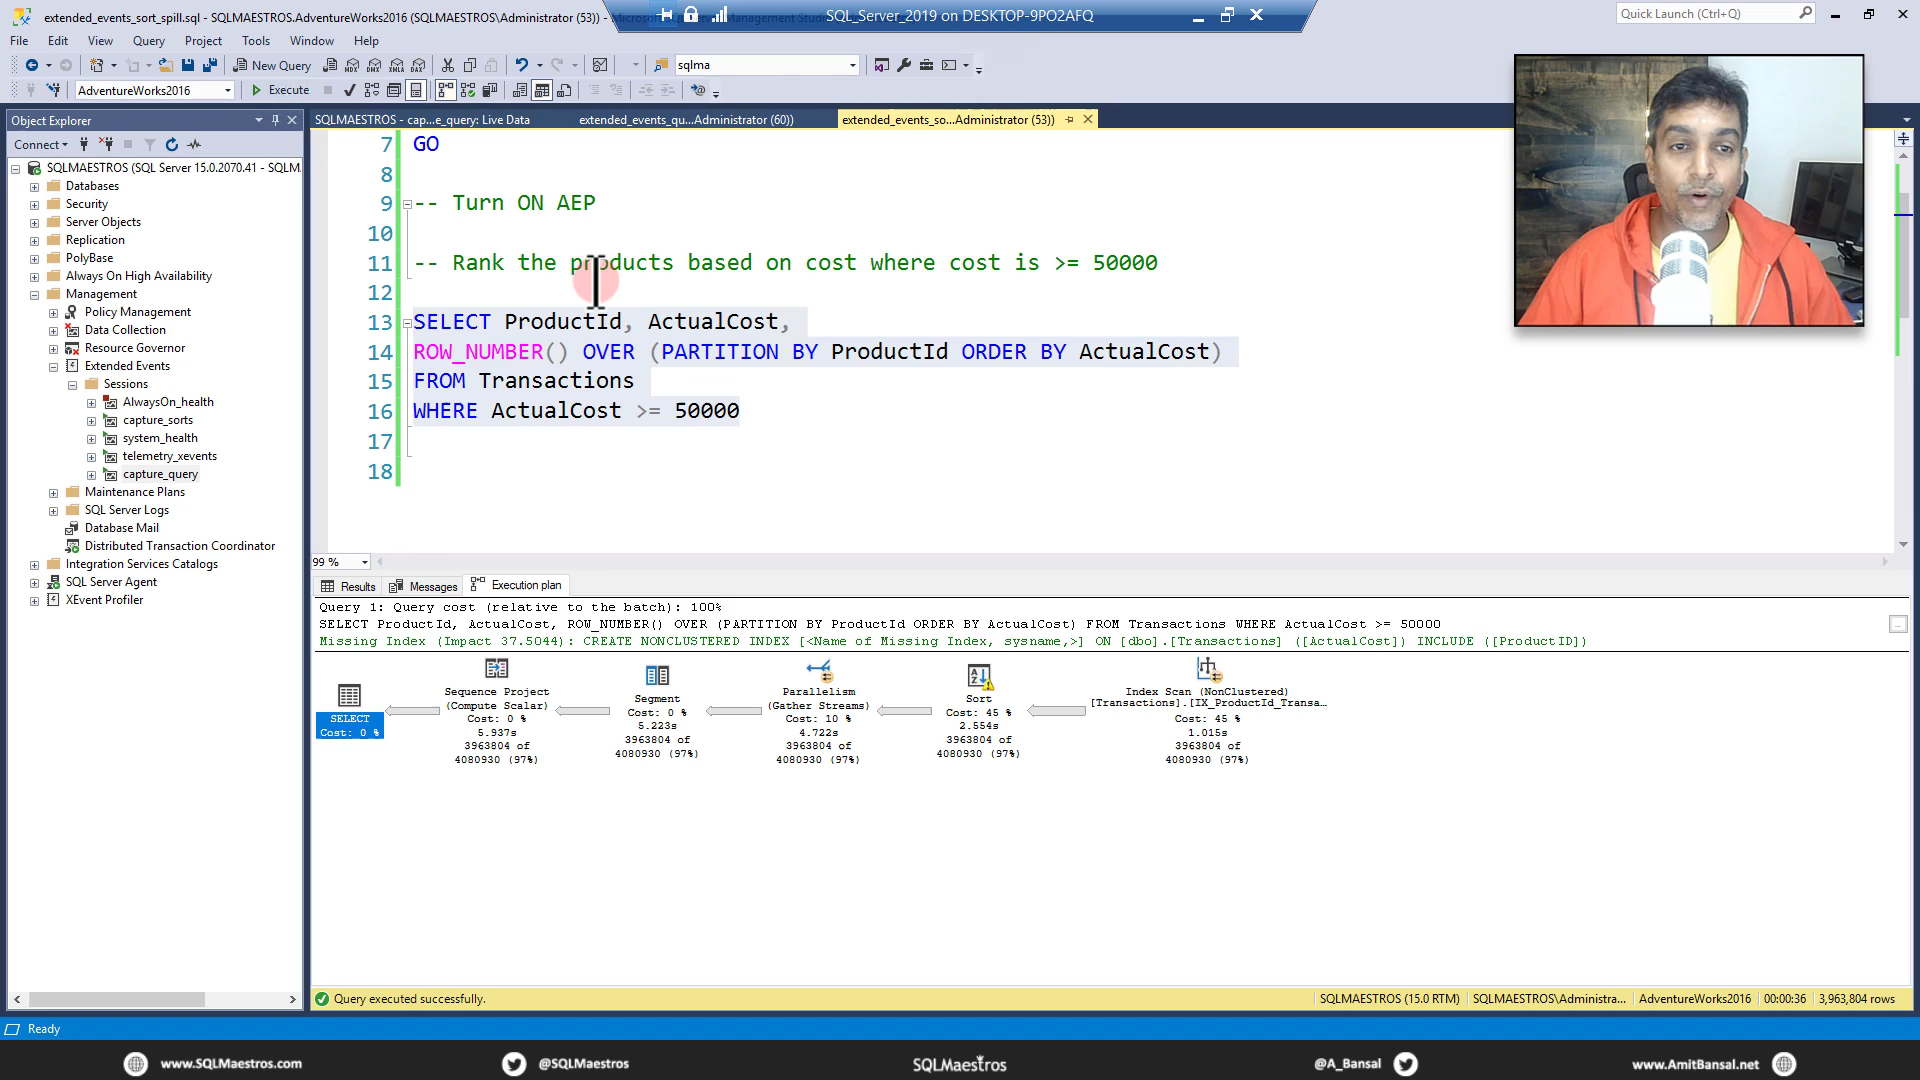 extended_events_sort_spill.sql - SQLMAESTROS.AdventureWorks2016 (SQLMAESTROS\Administrator (53)) -
SQL_Server_2019 on DESKTOP-9PO2AFQ
Quick Launch (Ctrl+Q)
File Edit View Query Project Tools Window Help
New Query
sqlma
AdventureWorks2016
Execute
Object Explorer
Connect
SQLMAESTROS (SQL Server 15.0.2070.41 - SQLM
Databases
Security
Server Objects
Replication
PolyBase
Always On High Availability
Management
Policy Management
Data Collection
Resource Governor
Extended Events
Sessions
AlwaysOn_health
capture_sorts
system_health
telemetry_xevents
capture_query
Maintenance Plans
SQL Server Logs
Database Mail
Distributed Transaction Coordinator
Integration Services Catalogs
SQL Server Agent
XEvent Profiler
SQLMAESTROS - cap...e_query: Live Data
extended_events_qu...Administrator (60))
extended_events_so...Administrator (53))
7 GO
8
9 -- Turn ON AEP
10
11 -- Rank the products based on cost where cost is >= 50000
12
13 SELECT ProductId, ActualCost,
14 ROW_NUMBER() OVER (PARTITION BY ProductId ORDER BY ActualCost)
15 FROM Transactions
16 WHERE ActualCost >= 50000
17
18
99 %
Results Messages Execution plan
Query 1: Query cost (relative to the batch): 100%
SELECT ProductId, ActualCost, ROW_NUMBER() OVER (PARTITION BY ProductId ORDER BY ActualCost) FROM Transactions WHERE ActualCost >= 50000
Missing Index (Impact 37.5044): CREATE NONCLUSTERED INDEX [<Name of Missing Index, sysname,>] ON [dbo].[Transactions] ([ActualCost]) INCLUDE ([ProductID])
SELECT
Cost: 0 %
Sequence Project
(Compute Scalar)
Cost: 0 %
5.937s
3963804 of
4080930 (97%)
Segment
Cost: 0 %
5.223s
3963804 of
4080930 (97%)
Parallelism
(Gather Streams)
Cost: 10 %
4.722s
3963804 of
4080930 (97%)
Sort
Cost: 45 %
2.554s
3963804 of
4080930 (97%)
Index Scan (NonClustered)
[Transactions].[IX_ProductId_Transa...
Cost: 45 %
1.015s
3963804 of
4080930 (97%)
Query executed successfully.
SQLMAESTROS (15.0 RTM) SQLMAESTROS\Administra... AdventureWorks2016 00:00:36 3,963,804 rows
Ready
www.SQLMaestros.com
@SQLMaestros
SQLMaestros
@A_Bansal
www.AmitBansal.net